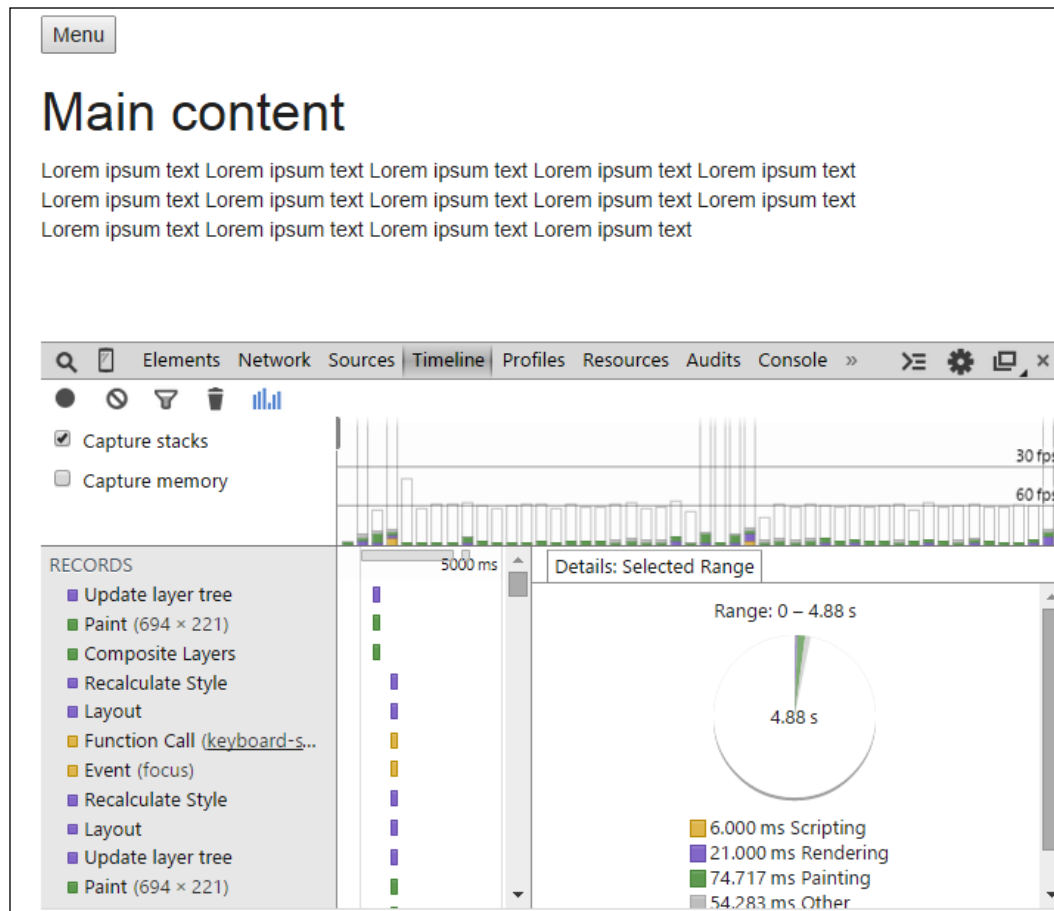 Menu
Main content
Lorem ipsum text Lorem ipsum text Lorem ipsum text Lorem ipsum text Lorem ipsum text
Lorem ipsum text Lorem ipsum text Lorem ipsum text Lorem ipsum text Lorem ipsum text
Lorem ipsum text Lorem ipsum text Lorem ipsum text Lorem ipsum text
Elements Network Sources Timeline Profiles Resources Audits Console »
Capture stacks
Capture memory
30 fps
60 fps
RECORDS
5000 ms
Update layer tree
Paint (694 × 221)
Composite Layers
Recalculate Style
Layout
Function Call (keyboard-s...
Event (focus)
Recalculate Style
Layout
Update layer tree
Paint (694 × 221)
Details: Selected Range
Range: 0 – 4.88 s
4.88 s
6.000 ms Scripting
21.000 ms Rendering
74.717 ms Painting
54.283 ms Other